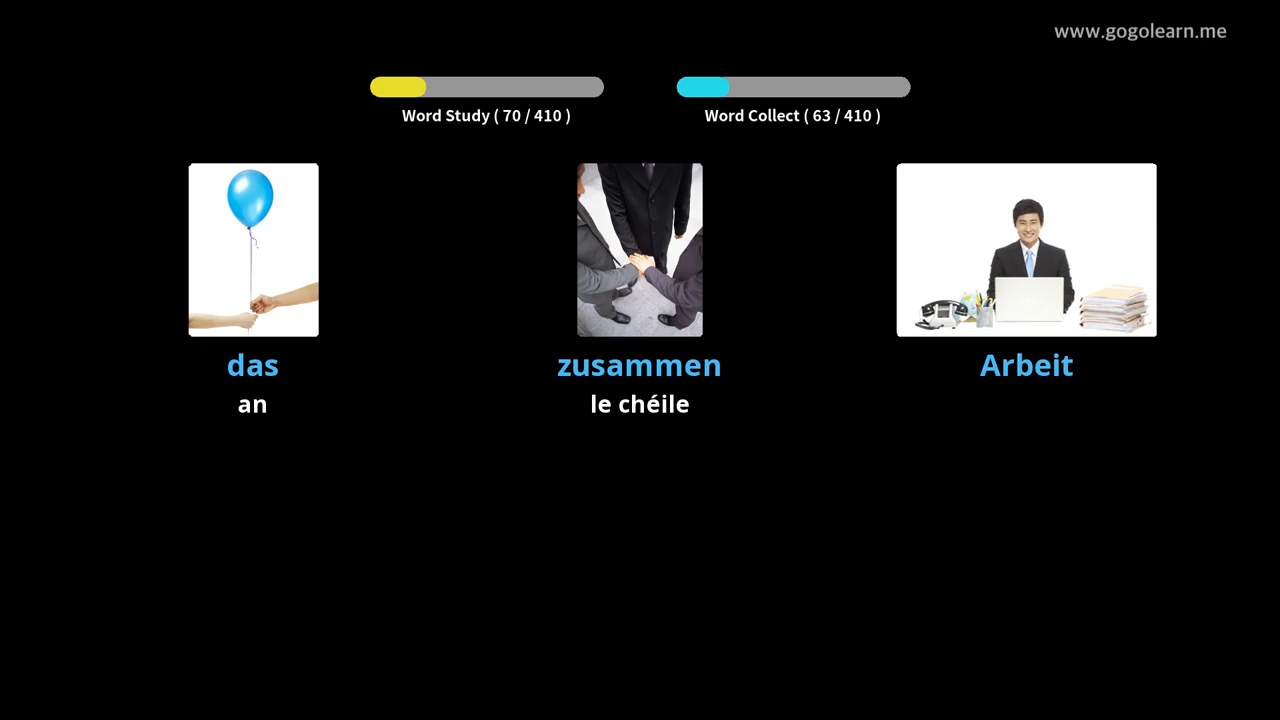 www.gogolearn.me
Word Study ( 70 / 410 )
Word Collect ( 63 / 410 )
das
an
zusammen
le chéile
Arbeit